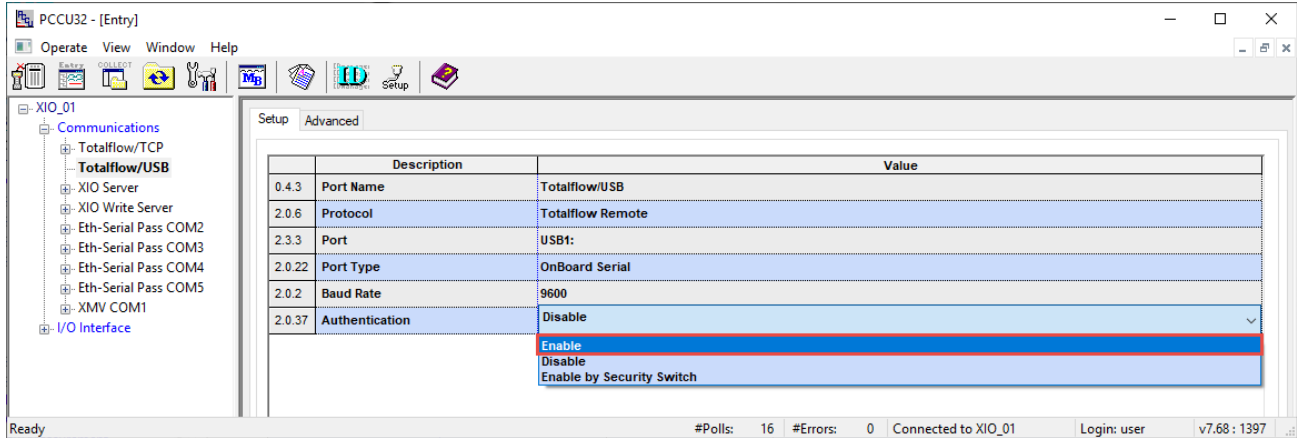 PCCU32 - [Entry]
Operate View Window Help
Entry COLLECT MB ID Setup
XIO_01
Communications
Totalflow/TCP
Totalflow/USB
XIO Server
XIO Write Server
Eth-Serial Pass COM2
Eth-Serial Pass COM3
Eth-Serial Pass COM4
Eth-Serial Pass COM5
XMV COM1
I/O Interface
Setup Advanced
Description Value
0.4.3 Port Name Totalflow/USB
2.0.6 Protocol Totalflow Remote
2.3.3 Port USB1:
2.0.22 Port Type OnBoard Serial
2.0.2 Baud Rate 9600
2.0.37 Authentication Disable
Enable
Disable
Enable by Security Switch
Ready #Polls: 16 #Errors: 0 Connected to XIO_01 Login: user v7.68 : 1397